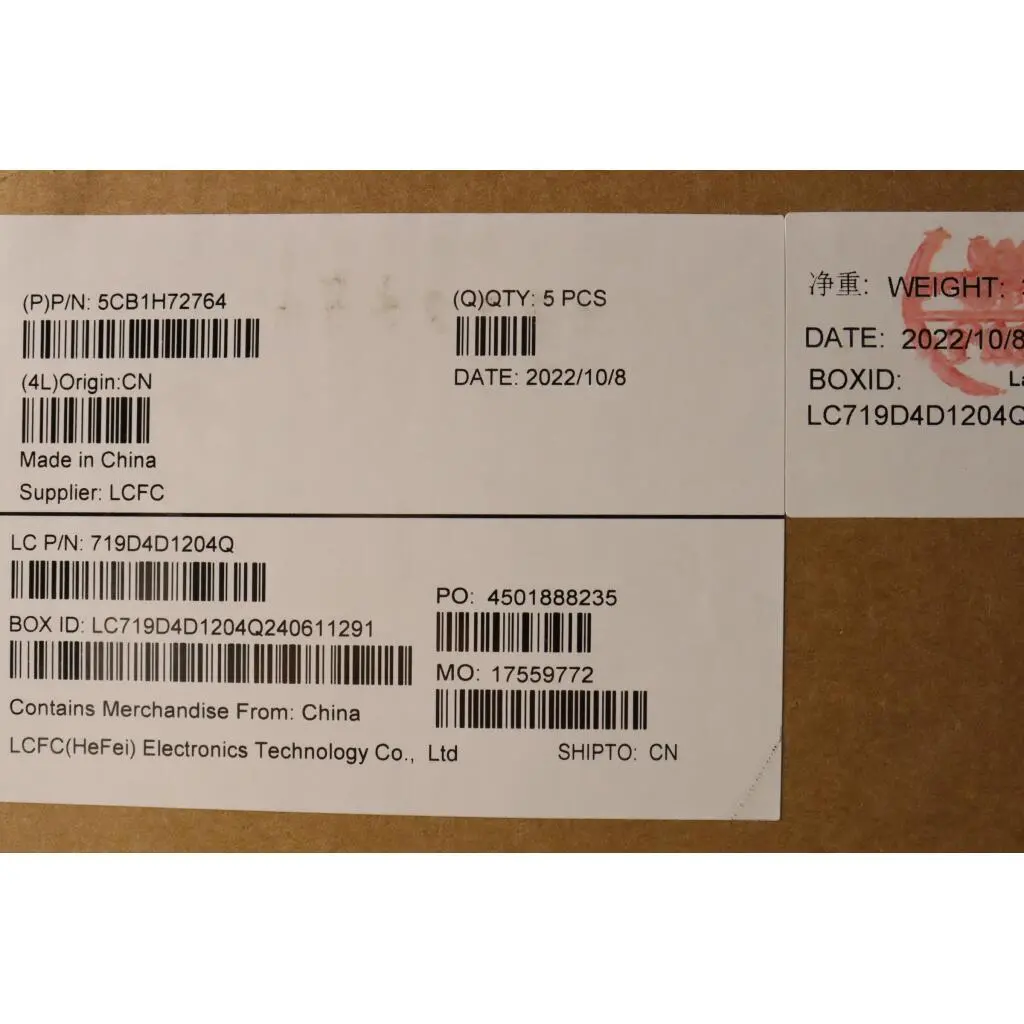 (P)P/N: 5CB1H72764
(Q)QTY: 5 PCS
(4L)Origin:CN
DATE: 2022/10/8
Made in China
Supplier: LCFC
LC P/N: 719D4D1204Q
PO: 4501888235
BOX ID: LC719D4D1204Q240611291
MO: 17559772
Contains Merchandise From: China
LCFC(HeFei) Electronics Technology Co., Ltd
SHIPTO: CN
净重: WEIGHT:
DATE: 2022/10/8
BOXID:
LC719D4D1204Q